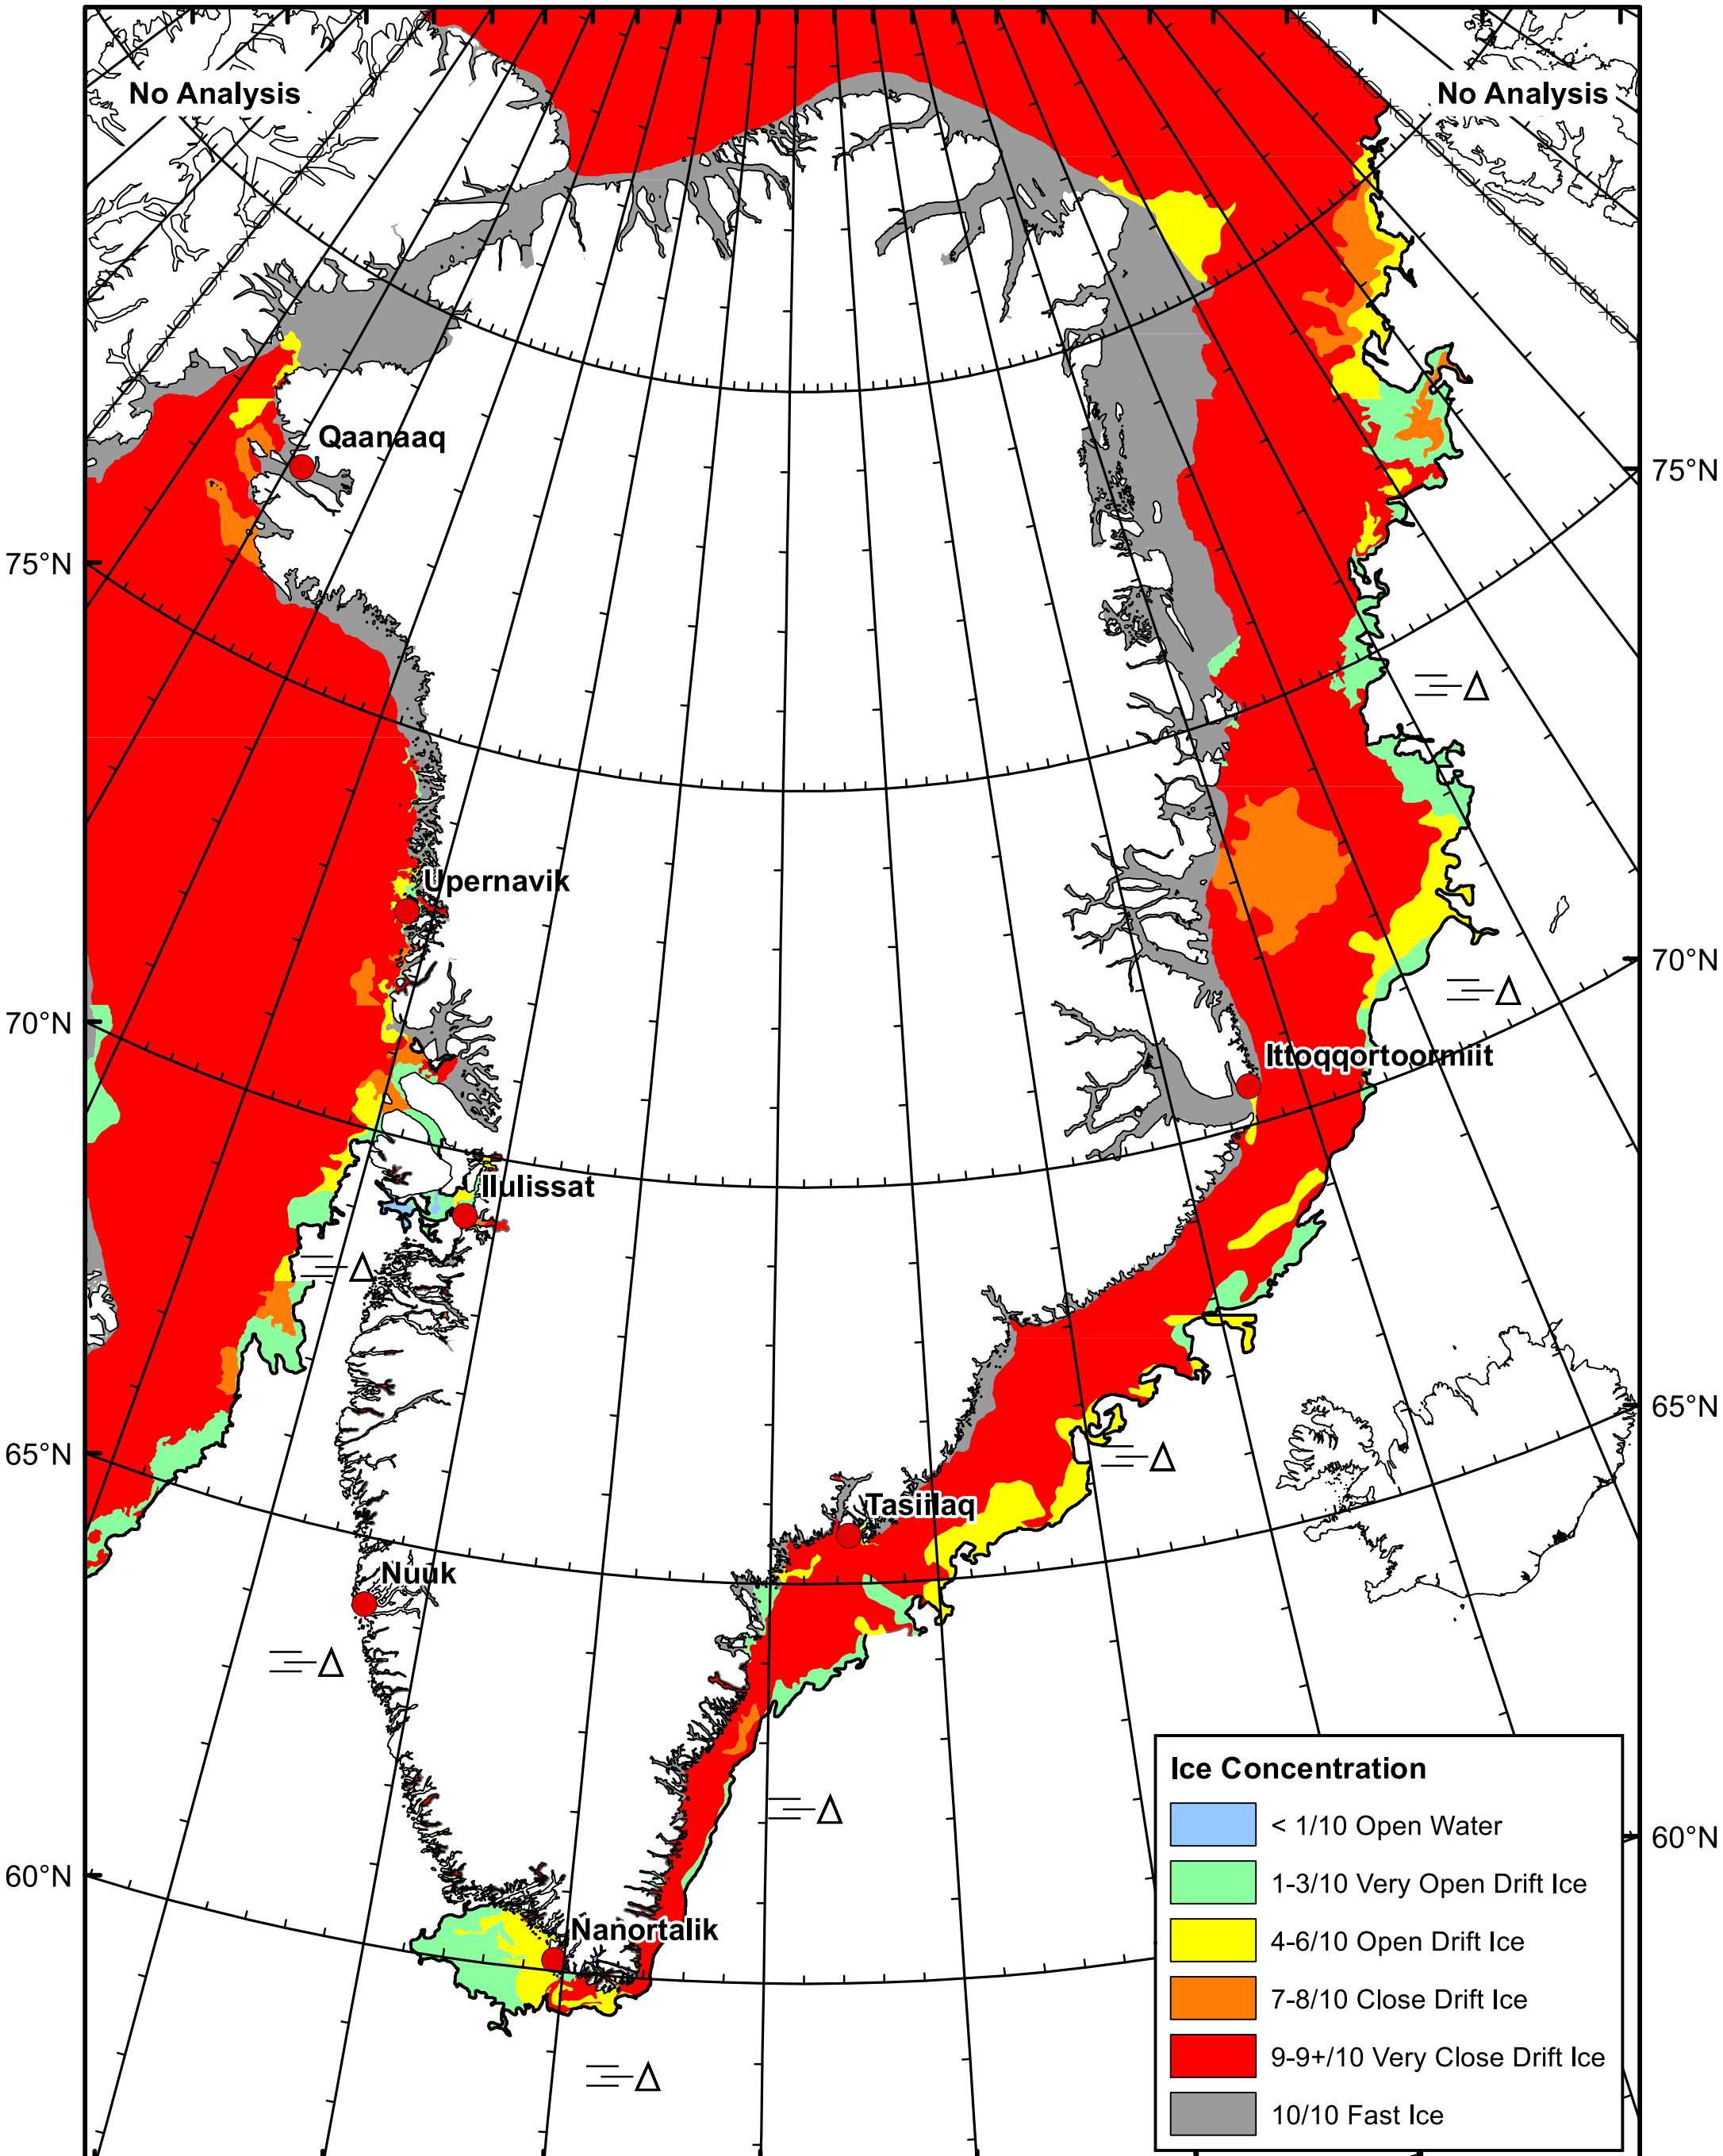 No Analysis
No Analysis
Qaanaaq
75°N
75°N
Upernavik
70°N
70°N
Ittoqqortoormiit
Ilulissat
65°N
65°N
Tasiilaq
Nuuk
60°N
60°N
Nanortalik
Ice Concentration
< 1/10 Open Water
1-3/10 Very Open Drift Ice
4-6/10 Open Drift Ice
7-8/10 Close Drift Ice
9-9+/10 Very Close Drift Ice
10/10 Fast Ice